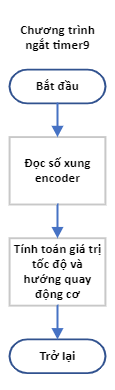 Chương trình
ngắt timer9
Bắt đầu
Đọc số xung
encoder
Tính toán giá trị
tốc độ và
hướng quay
động cơ
Trở lại